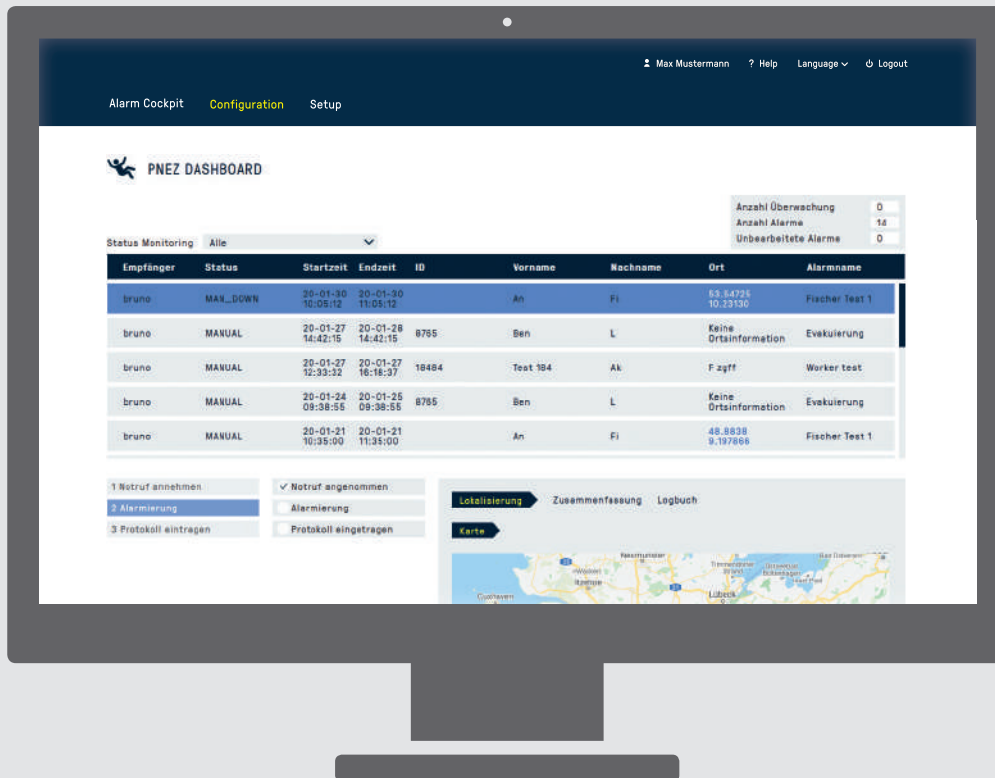 Max Mustermann ? Help Language Logout
Alarm Cockpit Configuration Setup
PNEZ DASHBOARD
Anzahl Überwachung 0
Anzahl Alarme 14
Unbearbeitete Alarme 0
Status Monitoring Alle
Empfänger Status Startzeit Endzeit ID Vorname Nachname Ort Alarmname
bruno MAN_DOWN 20-01-30 10:05:12 20-01-30 11:05:12 An Fi 53.54725 10.23130 Fischer Test 1
bruno MANUAL 20-01-27 14:42:15 20-01-28 14:42:15 8765 Ben L Keine Ortsinformation Evakuierung
bruno MANUAL 20-01-27 12:33:32 20-01-27 16:18:37 18484 Test 184 Ak F zgff Worker test
bruno MANUAL 20-01-24 09:38:55 20-01-25 09:38:55 8765 Ben L Keine Ortsinformation Evakuierung
bruno MANUAL 20-01-21 10:35:00 20-01-21 11:35:00 An Fi 48.8838 9.197866 Fischer Test 1
1 Notruf annehmen
2 Alarmierung
3 Protokoll eintragen
Notruf angenommen
Alarmierung
Protokoll eingetragen
Lokalisierung Zusammenfassung Logbuch
Karte
Neumünster
Itzehoe
Cuxhaven
Lübeck